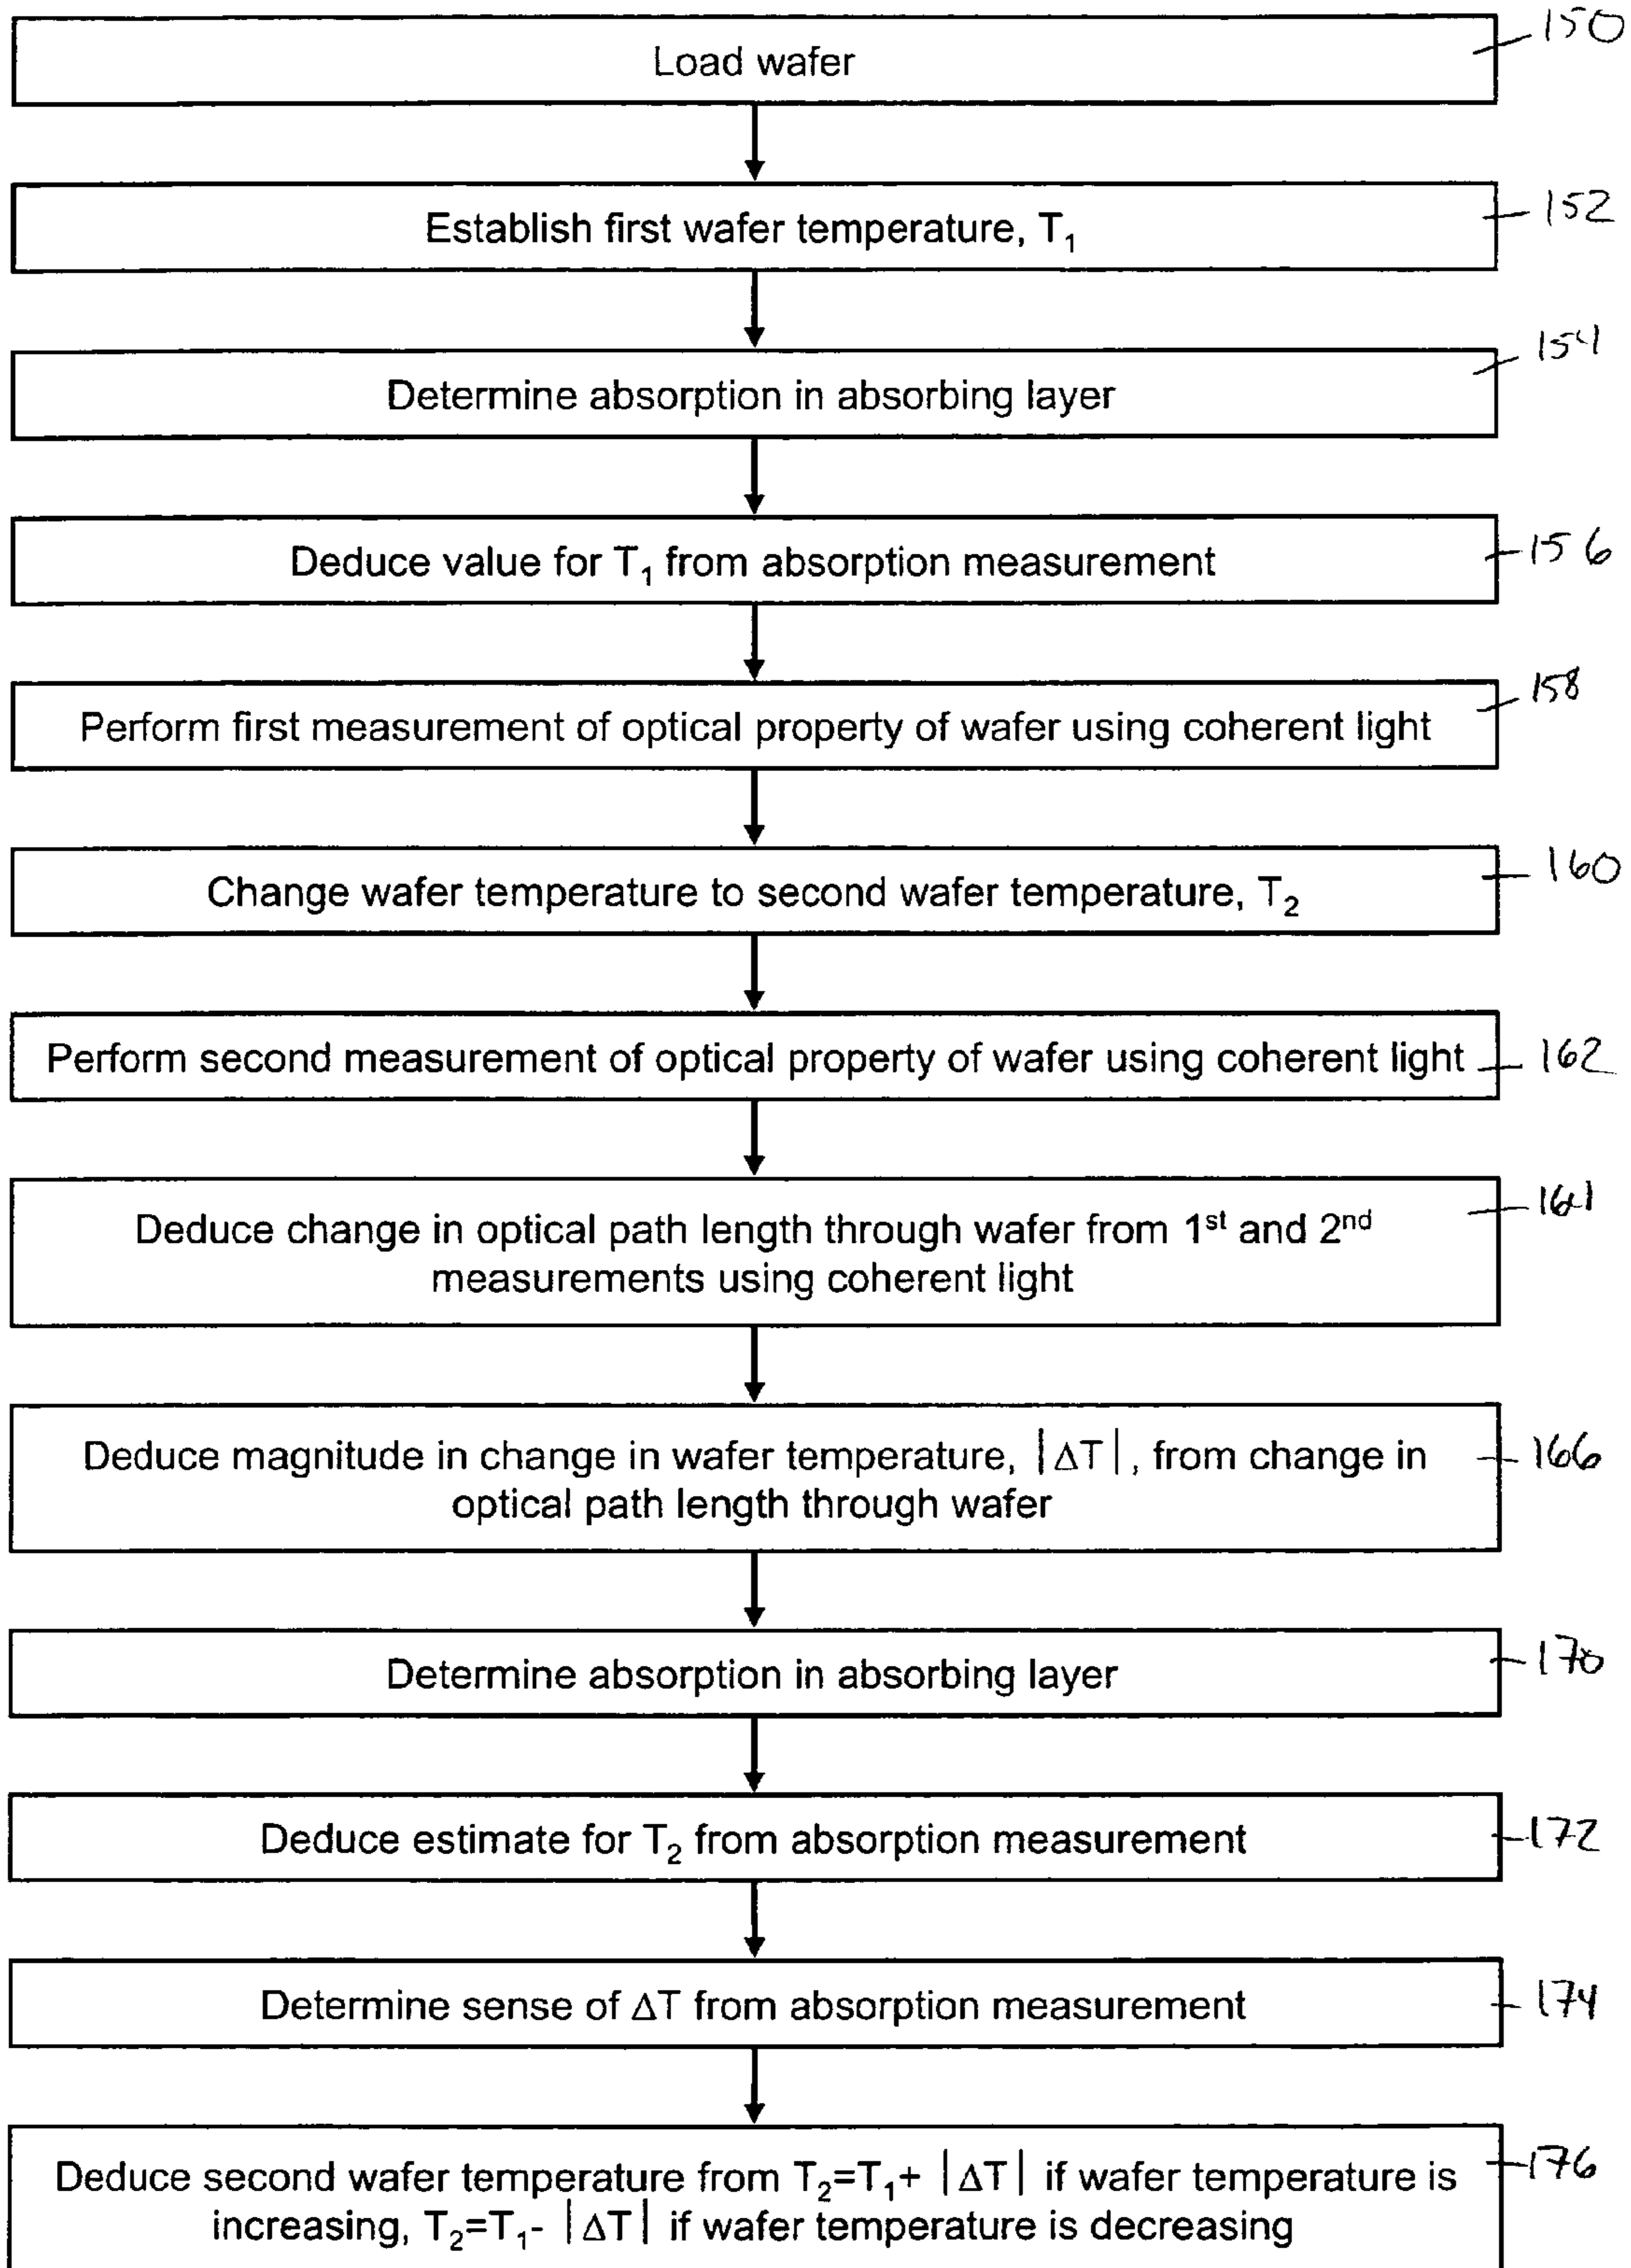 Load wafer
150
Establish first wafer temperature, T₁
152
Determine absorption in absorbing layer
154
Deduce value for T₁ from absorption measurement
156
Perform first measurement of optical property of wafer using coherent light
158
Change wafer temperature to second wafer temperature, T₂
160
Perform second measurement of optical property of wafer using coherent light
162
Deduce change in optical path length through wafer from 1ˢᵗ and 2ⁿᵈ
measurements using coherent light
164
Deduce magnitude in change in wafer temperature, |ΔT|, from change in
optical path length through wafer
166
Determine absorption in absorbing layer
170
Deduce estimate for T₂ from absorption measurement
172
Determine sense of ΔT from absorption measurement
174
Deduce second wafer temperature from T₂=T₁+ |ΔT| if wafer temperature is
increasing, T₂=T₁- |ΔT| if wafer temperature is decreasing
176